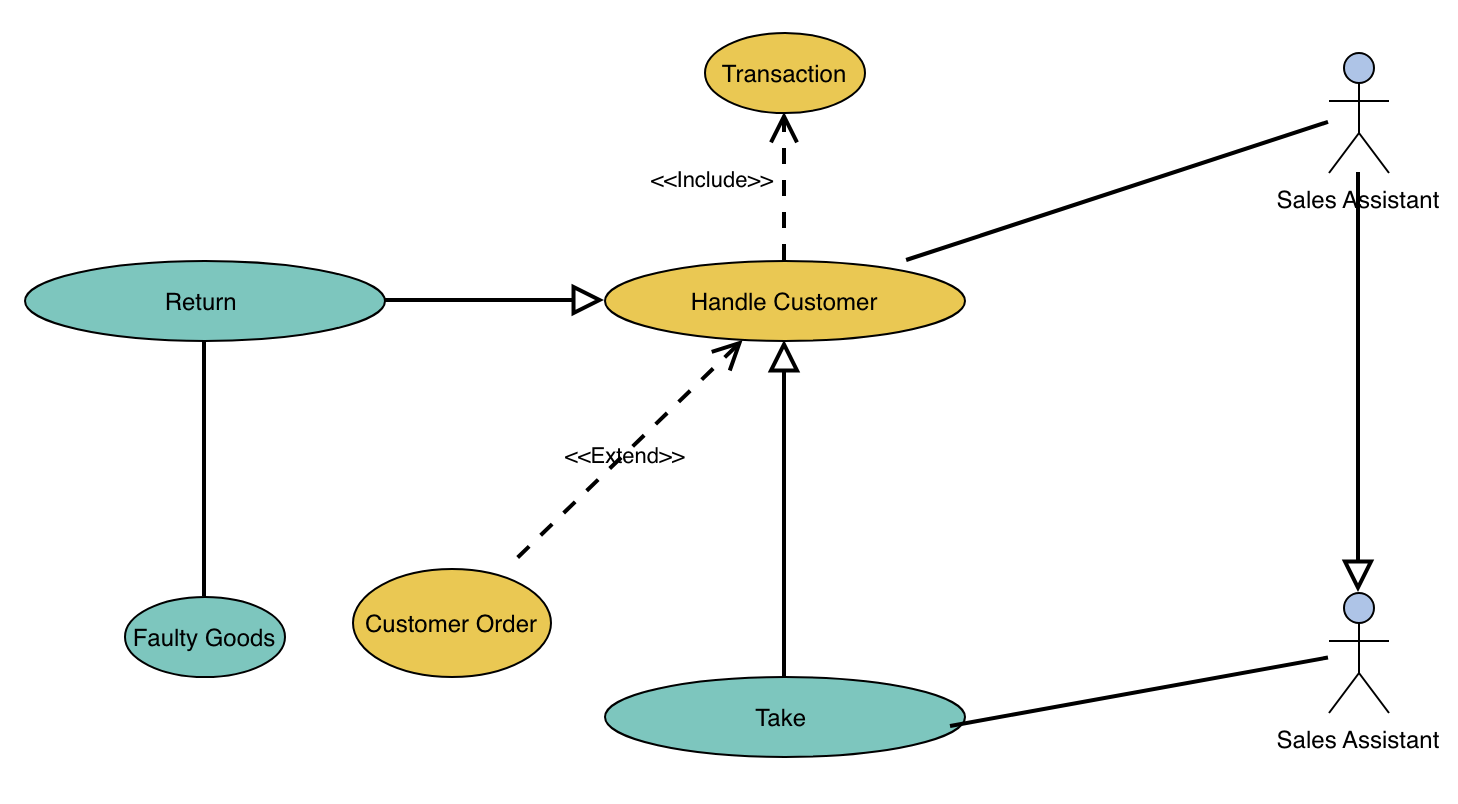 Transaction
<<Include>>
Sales Assistant
Return
Handle Customer
<<Extend>>
Customer Order
Faulty Goods
Take
Sales Assistant